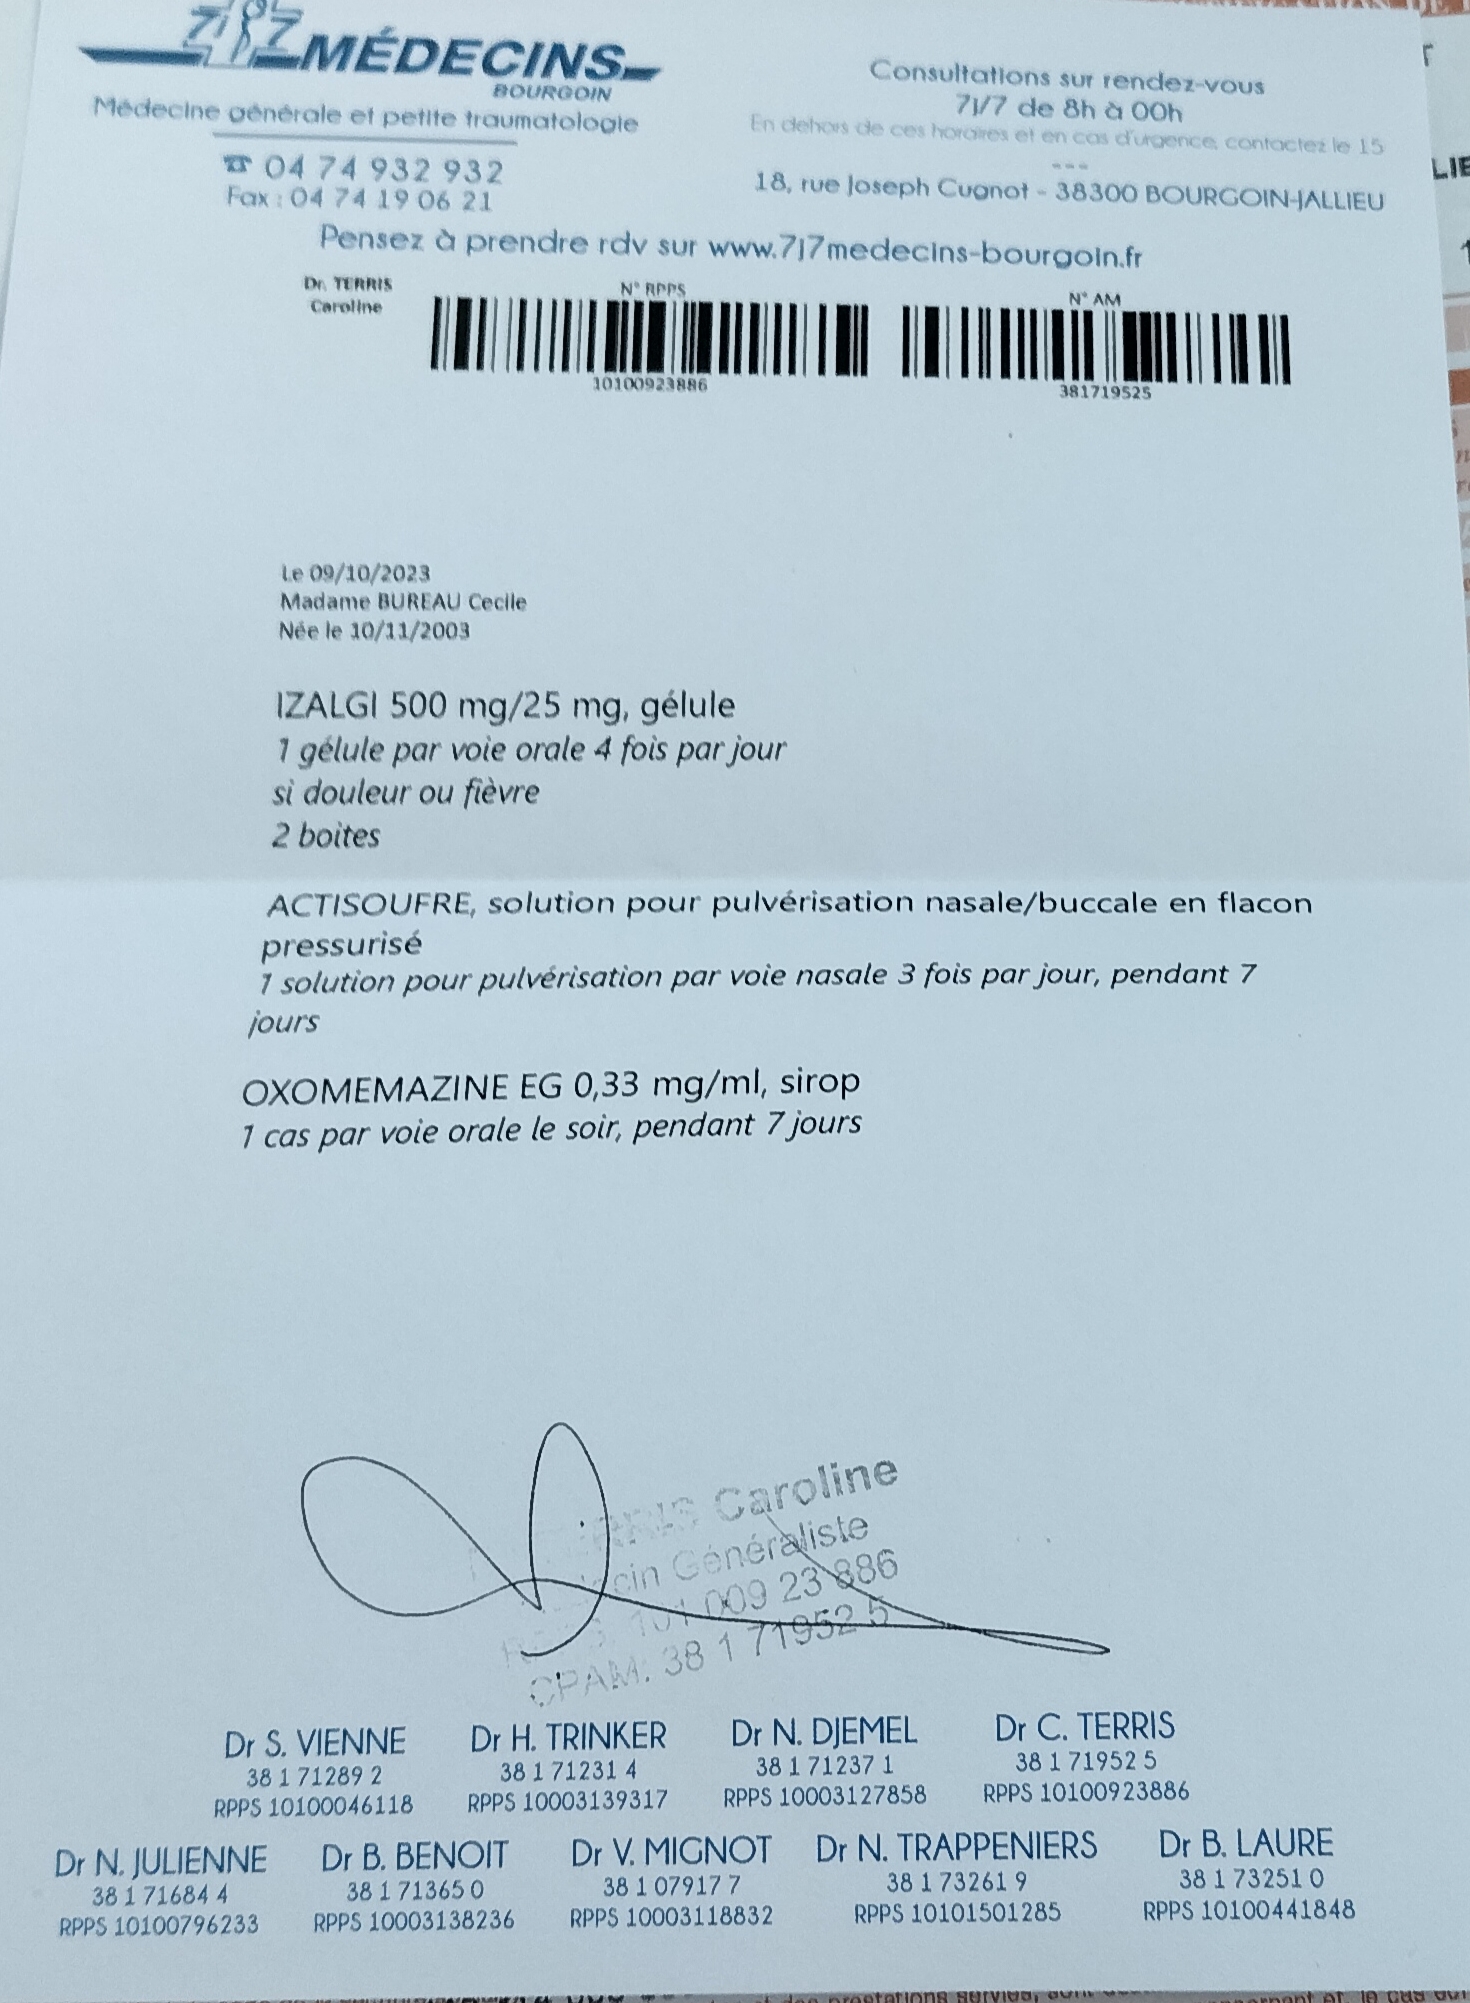 7j7 MÉDECINS
BOURGOIN
Médecine générale et petite traumatologie
☎ 04 74 932 932
Fax : 04 74 19 06 21
Consultations sur rendez-vous
7J/7 de 8h à 00h
En dehors de ces horaires et en cas d'urgence, contactez le 15
---
18, rue Joseph Cugnot - 38300 BOURGOIN-JALLIEU
Pensez à prendre rdv sur www.7j7medecins-bourgoin.fr
Dr. TERRIS
Caroline
N° RPPS
10100923886
N° AM
381719525
Le 09/10/2023
Madame BUREAU Cecile
Née le 10/11/2003
IZALGI 500 mg/25 mg, gélule
1 gélule par voie orale 4 fois par jour
si douleur ou fièvre
2 boites
ACTISOUFRE, solution pour pulvérisation nasale/buccale en flacon
pressurisé
1 solution pour pulvérisation par voie nasale 3 fois par jour, pendant 7
jours
OXOMEMAZINE EG 0,33 mg/ml, sirop
1 cas par voie orale le soir, pendant 7 jours
Caroline
Généraliste
009 23 886
CPAM: 38 1 71952 5
Dr S. VIENNE
38 1 71289 2
RPPS 10100046118
Dr H. TRINKER
38 1 71231 4
RPPS 10003139317
Dr N. DJEMEL
38 1 71237 1
RPPS 10003127858
Dr C. TERRIS
38 1 71952 5
RPPS 10100923886
Dr N. JULIENNE
38 1 71684 4
RPPS 10100796233
Dr B. BENOIT
38 1 71365 0
RPPS 10003138236
Dr V. MIGNOT
38 1 07917 7
RPPS 10003118832
Dr N. TRAPPENIERS
38 1 73261 9
RPPS 10101501285
Dr B. LAURE
38 1 73251 0
RPPS 10100441848